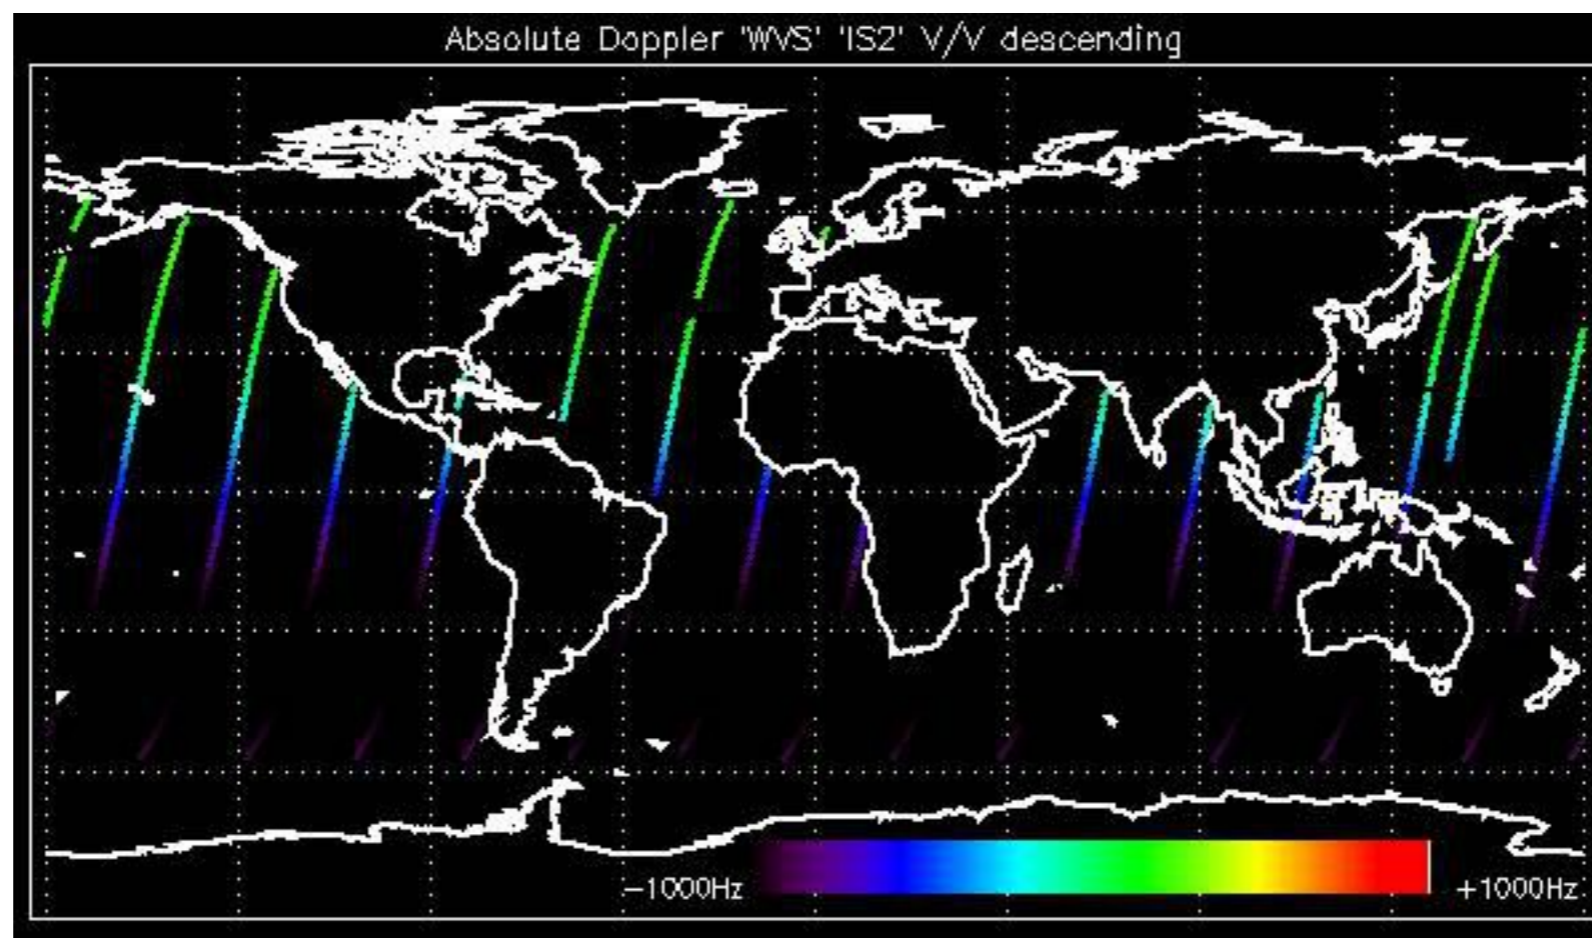 Absolute Doppler 'WVS' 'IS2' V/V descending
-1000Hz +1000Hz